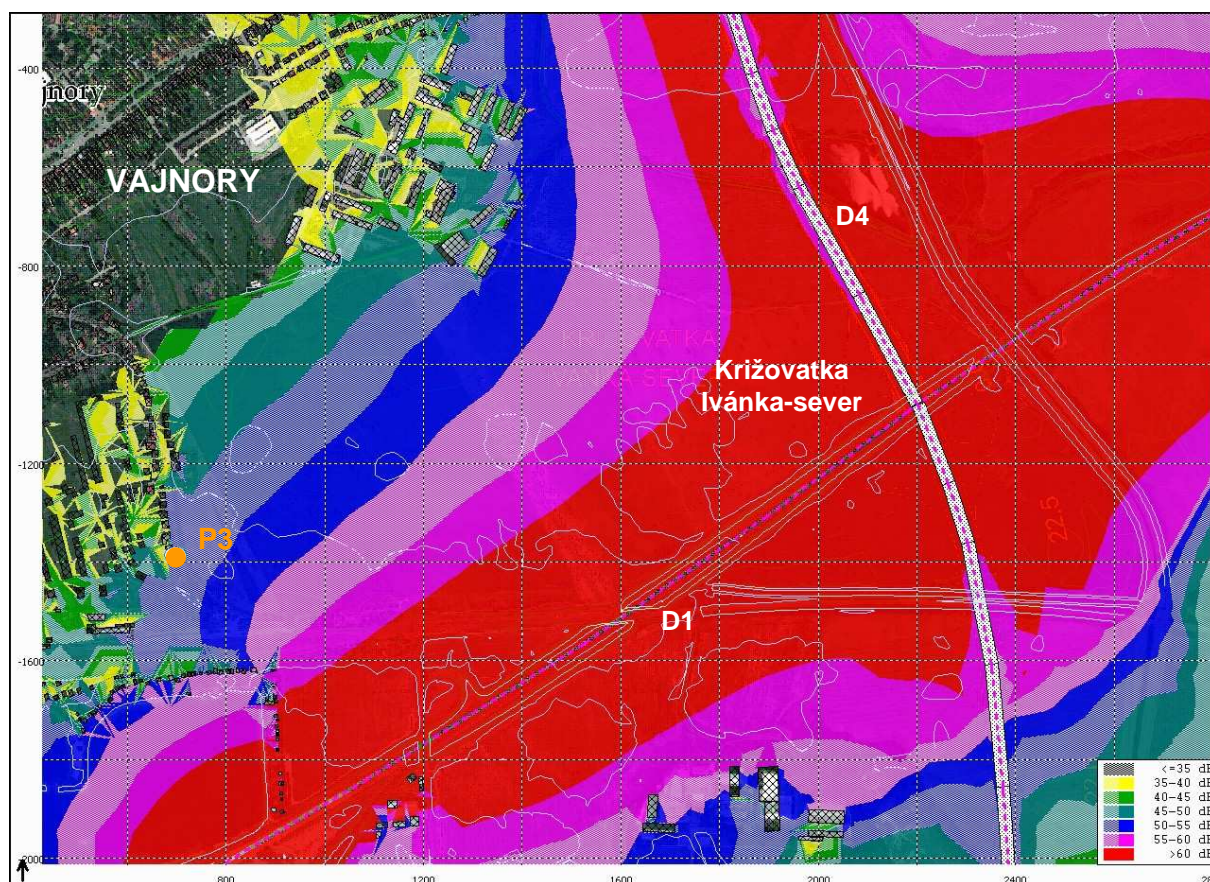 -400
jnory
VAJNORY
D4
-800
Križovatka
Ivánka-sever
-1200
P3
22.5
D1
-1600
<=35 dB
35-40 dB
40-45 dB
45-50 dB
50-55 dB
55-60 dB
>60 dB
-2000
800
1200
1600
2000
2400